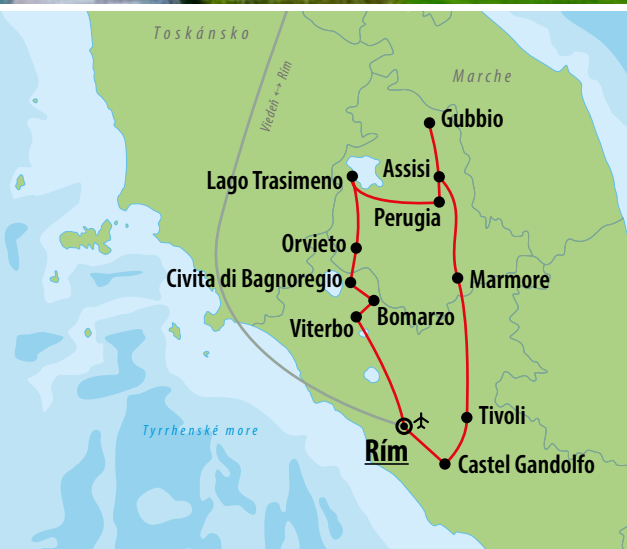 Toskánsko
Viedeň ↔ Rím
Marche
Gubbio
Assisi
Lago Trasimeno
Perugia
Orvieto
Civita di Bagnoregio
Marmore
Bomarzo
Viterbo
Tyrrhenské more
Tivoli
Rím
Castel Gandolfo